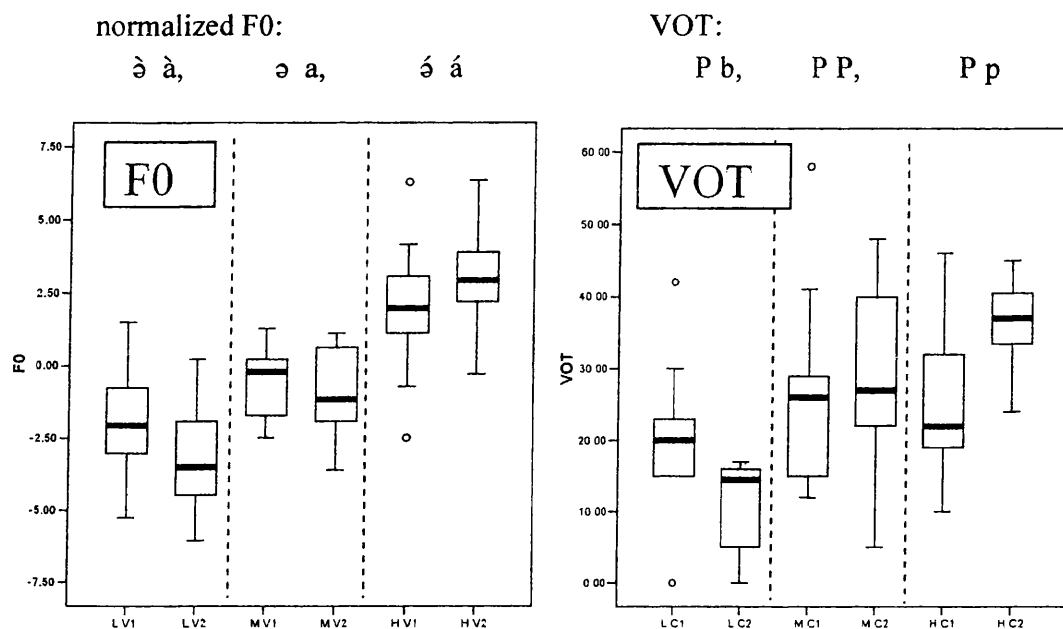 normalized F0:
ə̀ à, ə a, ə́ á
F0
7.50
5.00
2.50
0.00
-2.50
-5.00
-7.50
F0
L V1 L V2 M V1 M V2 H V1 H V2
VOT:
P b, P P, P p
VOT
60 00
50 00
40 00
30 00
20 00
10 00
0 00
VOT
L C1 L C2 M C1 M C2 H C1 H C2